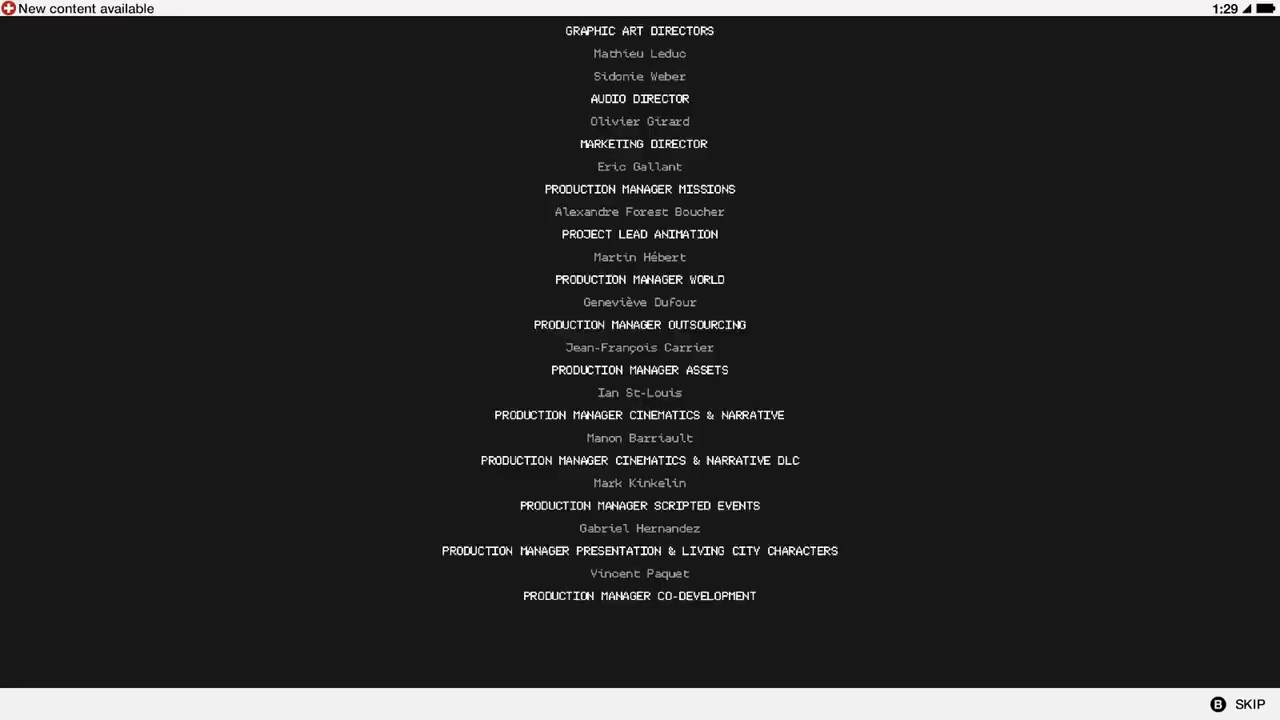 New content available
1:29
GRAPHIC ART DIRECTORS
Mathieu Leduc
Sidonie Weber
AUDIO DIRECTOR
Olivier Girard
MARKETING DIRECTOR
Eric Gallant
PRODUCTION MANAGER MISSIONS
Alexandre Forest Boucher
PROJECT LEAD ANIMATION
Martin Hébert
PRODUCTION MANAGER WORLD
Geneviève Dufour
PRODUCTION MANAGER OUTSOURCING
Jean-François Carrier
PRODUCTION MANAGER ASSETS
Ian St-Louis
PRODUCTION MANAGER CINEMATICS & NARRATIVE
Manon Barriault
PRODUCTION MANAGER CINEMATICS & NARRATIVE DLC
Mark Kinkelin
PRODUCTION MANAGER SCRIPTED EVENTS
Gabriel Hernandez
PRODUCTION MANAGER PRESENTATION & LIVING CITY CHARACTERS
Vincent Paquet
PRODUCTION MANAGER CO-DEVELOPMENT
B SKIP